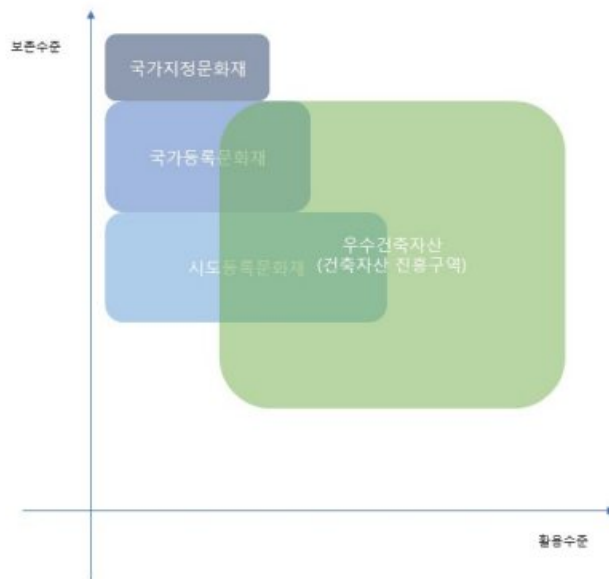 보존수준
국가지정문화재
국가등록문화재
시도등록문화재
우수건축자산
(건축자산 진흥구역)
활용수준